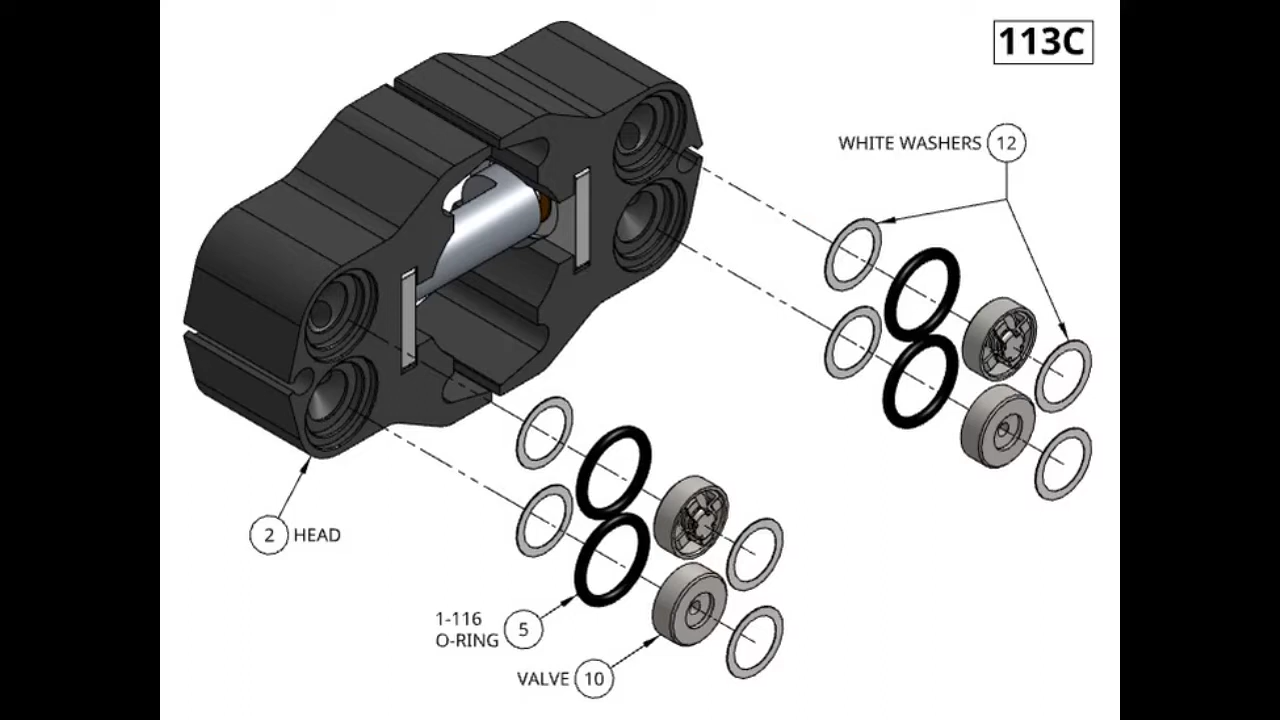 113C
WHITE WASHERS 12
2 HEAD
1-116
O-RING 5
VALVE 10